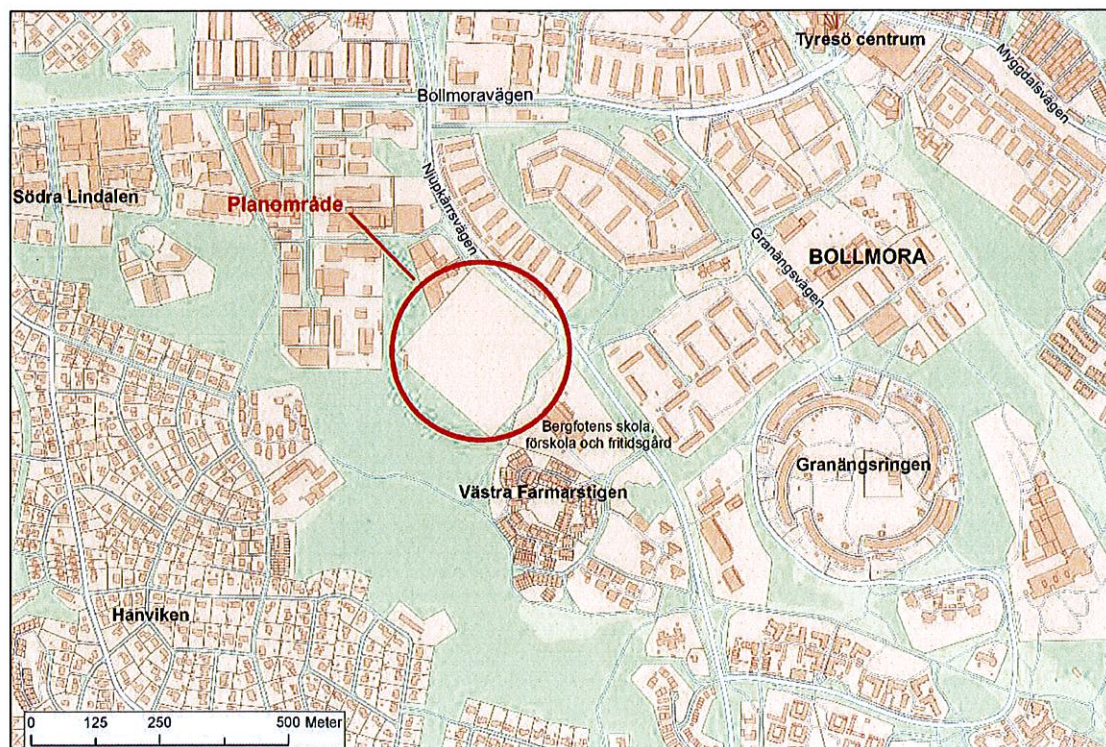 Tyresö centrum
Myggdalsvägen
Bollmoravägen
Södra Lindalen
Planområde
Njupkärrsvägen
Granängsvägen
BOLLMORA
Bergfotens skola,
förskola och fritidsgård
Granängsringen
Västra Farmarstigen
Hanviken
0 125 250 500 Meter